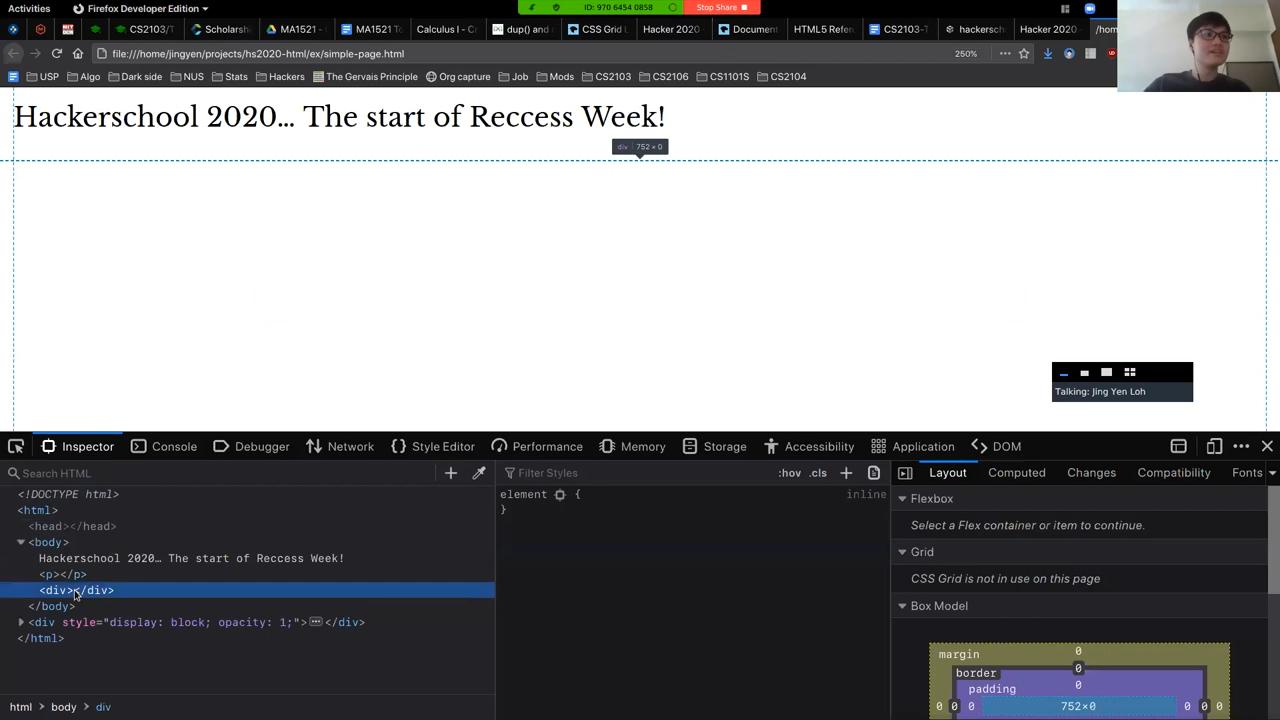 Activities
Firefox Developer Edition
ID: 970 6454 0858
Stop Share
CS2103/T
Scholarsh
MA1521 -
MA1521 To
Calculus I - C
dup() and
CSS Grid L
Hacker 2020
Document
HTML5 Refer
CS2103-T
hackersch
Hacker 2020
/hom
file:///home/jingyen/projects/hs2020-html/ex/simple-page.html
250%
USP
Algo
Dark side
NUS
Stats
Hackers
The Gervais Principle
Org capture
Job
Mods
CS2103
CS2106
CS1101S
CS2104
Hackerschool 2020... The start of Reccess Week!
div 752 × 0
Talking: Jing Yen Loh
Inspector
Console
Debugger
Network
Style Editor
Performance
Memory
Storage
Accessibility
Application
DOM
Search HTML
Filter Styles
:hov .cls
Layout
Computed
Changes
Compatibility
Fonts
<!DOCTYPE html>
<html>
<head></head>
<body>
Hackerschool 2020… The start of Reccess Week!
<p></p>
<div></div>
</body>
<div style="display: block; opacity: 1;"></div>
</html>
html
body
div
element {
inline
}
Flexbox
Select a Flex container or item to continue.
Grid
CSS Grid is not in use on this page
Box Model
margin 0
border 0
padding 0
0 0 0 752×0 0 0 0